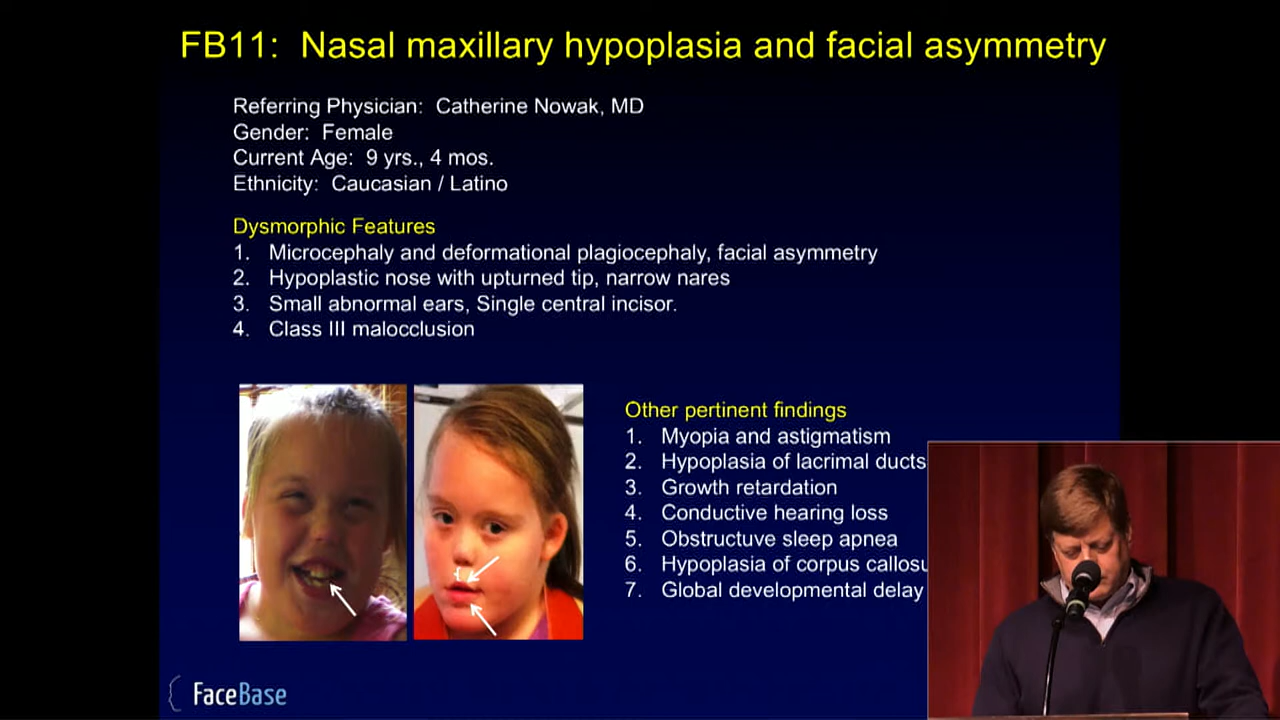 FB11: Nasal maxillary hypoplasia and facial asymmetry
Referring Physician: Catherine Nowak, MD
Gender: Female
Current Age: 9 yrs., 4 mos.
Ethnicity: Caucasian / Latino
Dysmorphic Features
1. Microcephaly and deformational plagiocephaly, facial asymmetry
2. Hypoplastic nose with upturned tip, narrow nares
3. Small abnormal ears, Single central incisor.
4. Class III malocclusion
Other pertinent findings
1. Myopia and astigmatism
2. Hypoplasia of lacrimal ducts
3. Growth retardation
4. Conductive hearing loss
5. Obstructuve sleep apnea
6. Hypoplasia of corpus callosu
7. Global developmental delay
FaceBase